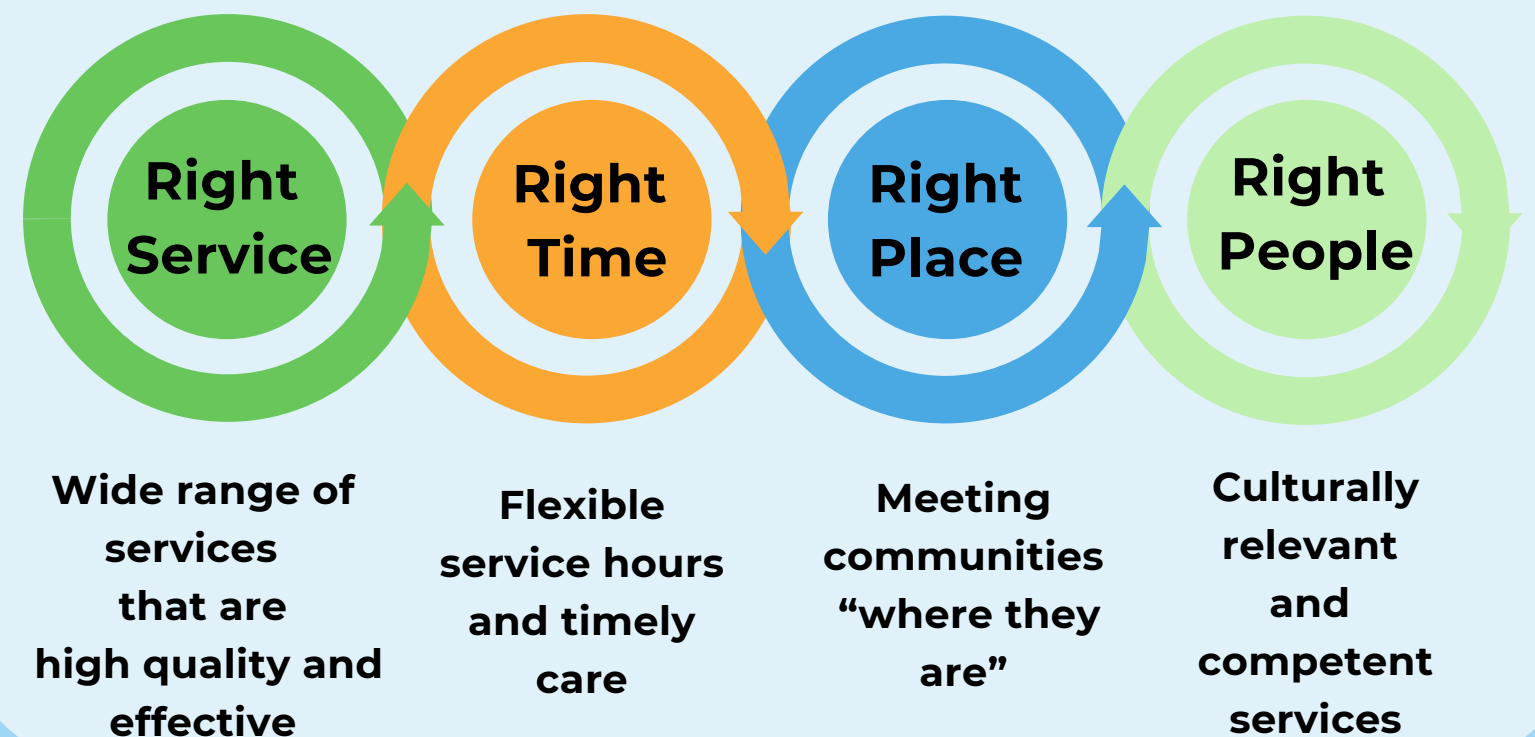 Right
Service
Right
Time
Right
Place
Right
People
Wide range of
services
that are
high quality and
effective
Flexible
service hours
and timely
care
Meeting
communities
“where they
are”
Culturally
relevant
and
competent
services